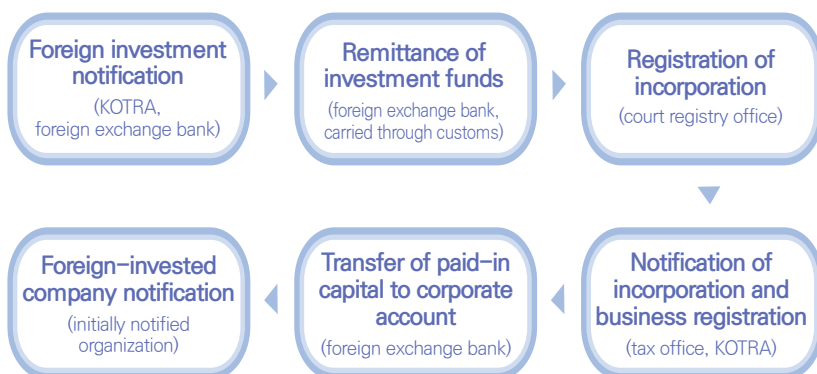 Foreign investment
notification
(KOTRA,
foreign exchange bank)
Remittance of
investment funds
(foreign exchange bank,
carried through customs)
Registration of
incorporation
(court registry office)
Notification of
incorporation and
business registration
(tax office, KOTRA)
Transfer of paid-in
capital to corporate
account
(foreign exchange bank)
Foreign-invested
company notification
(initially notified
organization)